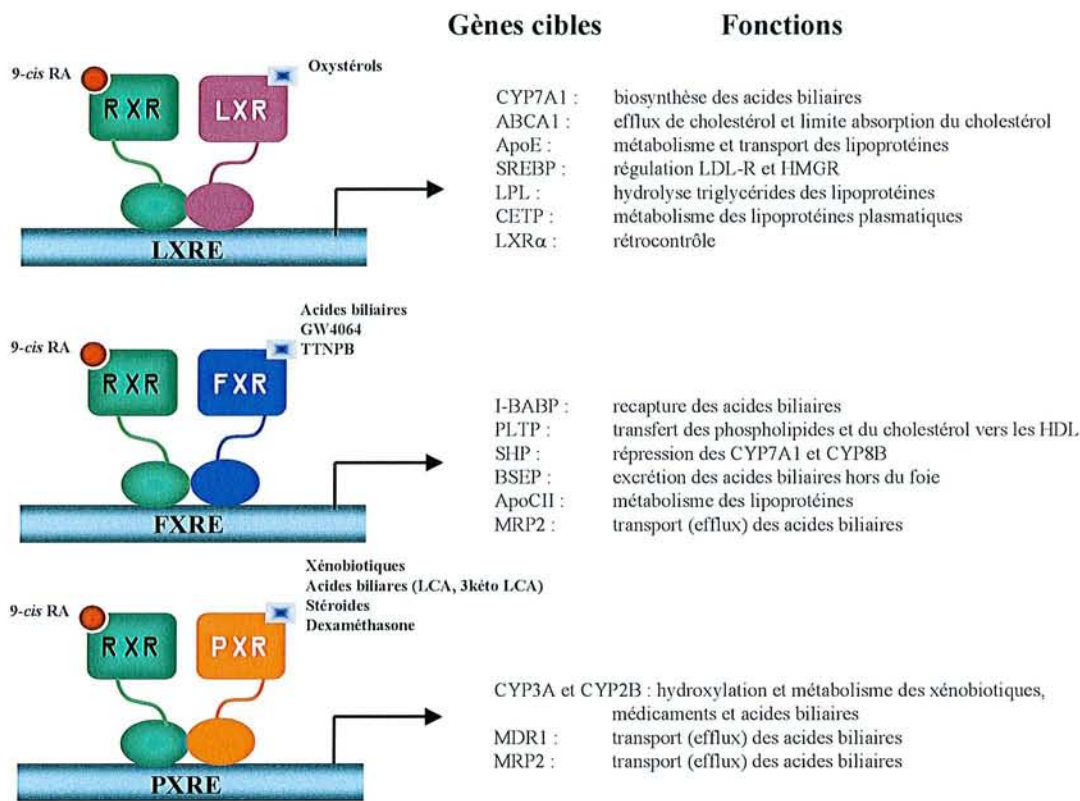 Gènes cibles Fonctions
9-cis RA
RXR
LXR
Oxystérols
LXRE
CYP7A1 : biosynthèse des acides biliaires
ABCA1 : efflux de cholestérol et limite absorption du cholestérol
ApoE : métabolisme et transport des lipoprotéines
SREBP : régulation LDL-R et HMGR
LPL : hydrolyse triglycérides des lipoprotéines
CETP : métabolisme des lipoprotéines plasmatiques
LXRα : rétrocontrôle
Acides biliaires
GW4064
TTNPB
9-cis RA
RXR
FXR
FXRE
I-BABP : recapture des acides biliaires
PLTP : transfert des phospholipides et du cholestérol vers les HDL
SHP : répression des CYP7A1 et CYP8B
BSEP : excrétion des acides biliaires hors du foie
ApoCII : métabolisme des lipoprotéines
MRP2 : transport (efflux) des acides biliaires
Xénobiotiques
Acides biliares (LCA, 3kéto LCA)
Stéroides
Dexaméthasone
9-cis RA
RXR
PXR
PXRE
CYP3A et CYP2B : hydroxylation et métabolisme des xénobiotiques,
médicaments et acides biliaires
MDR1 : transport (efflux) des acides biliaires
MRP2 : transport (efflux) des acides biliaires